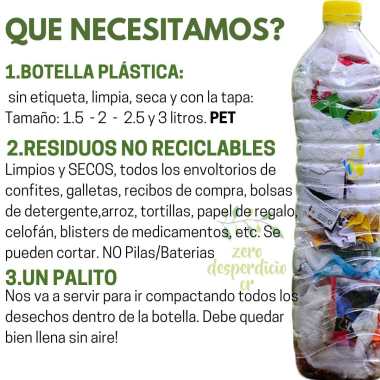 QUE NECESITAMOS?
1.BOTELLA PLÁSTICA:
sin etiqueta, limpia, seca y con la tapa:
Tamaño: 1.5 - 2 - 2.5 y 3 litros. PET
2.RESIDUOS NO RECICLABLES
Limpios y SECOS, todos los envoltorios de
confites, galletas, recibos de compra, bolsas
de detergente,arroz, tortillas, papel de regalo,
celofán, blisters de medicamentos, etc. Se
pueden cortar. NO Pilas/Baterias
zero
desperdicio
cr
3.UN PALITO
Nos va a servir para ir compactando todos los
desechos dentro de la botella. Debe quedar
bien llena sin aire!